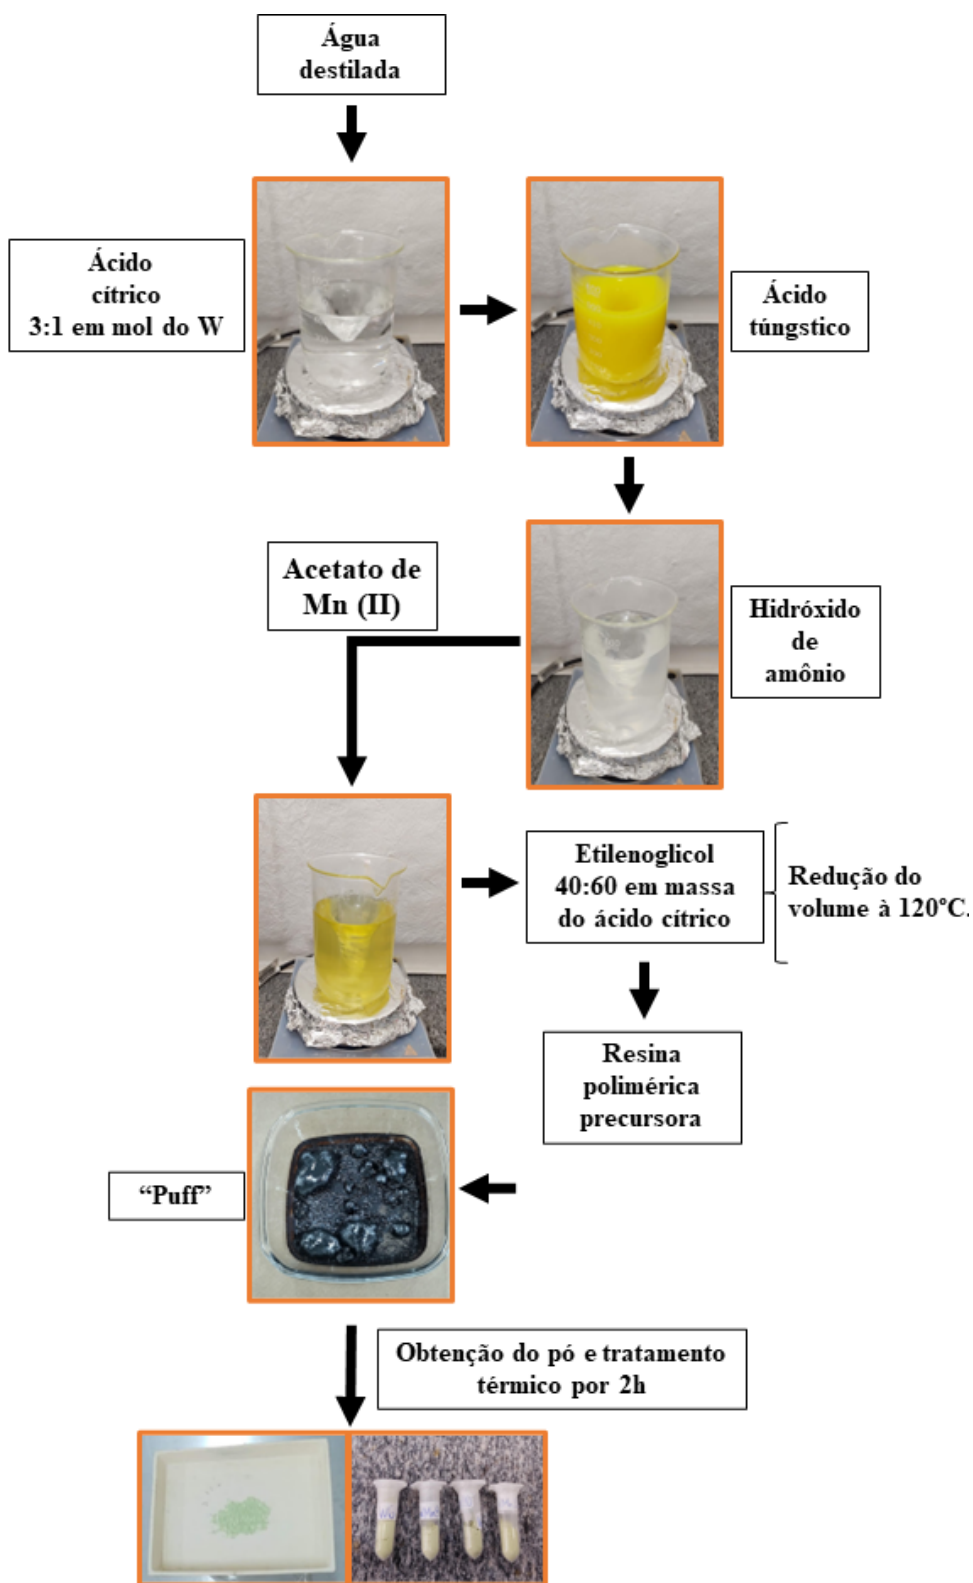 Água
destilada
Ácido
cítrico
3:1 em mol do W
Ácido
túngstico
Acetato de
Mn (II)
Hidróxido
de
amônio
Etilenoglicol
40:60 em massa
do ácido cítrico
Redução do
volume à 120°C.
Resina
polimérica
precursora
“Puff”
Obtenção do pó e tratamento
térmico por 2h